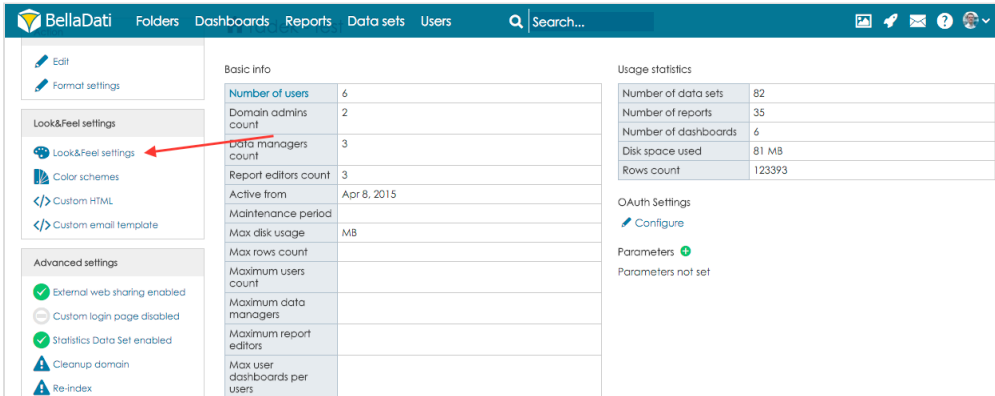 BellaDati Folders Dashboards Reports Data sets Users Search...
Edit
Format settings
Look&Feel settings
Look&Feel settings
Color schemes
Custom HTML
Custom email template
Advanced settings
External web sharing enabled
Custom login page disabled
Statistics Data Set enabled
Cleanup domain
Re-index
Basic info
Number of users 6
Domain admins
count
2
Data managers
count
3
Report editors count 3
Active from Apr 8, 2015
Maintenance period
Max disk usage MB
Max rows count
Maximum users
count
Maximum data
managers
Maximum report
editors
Max user
dashboards per
users
Usage statistics
Number of data sets 82
Number of reports 35
Number of dashboards 6
Disk space used 81 MB
Rows count 123393
OAuth Settings
Configure
Parameters
Parameters not set